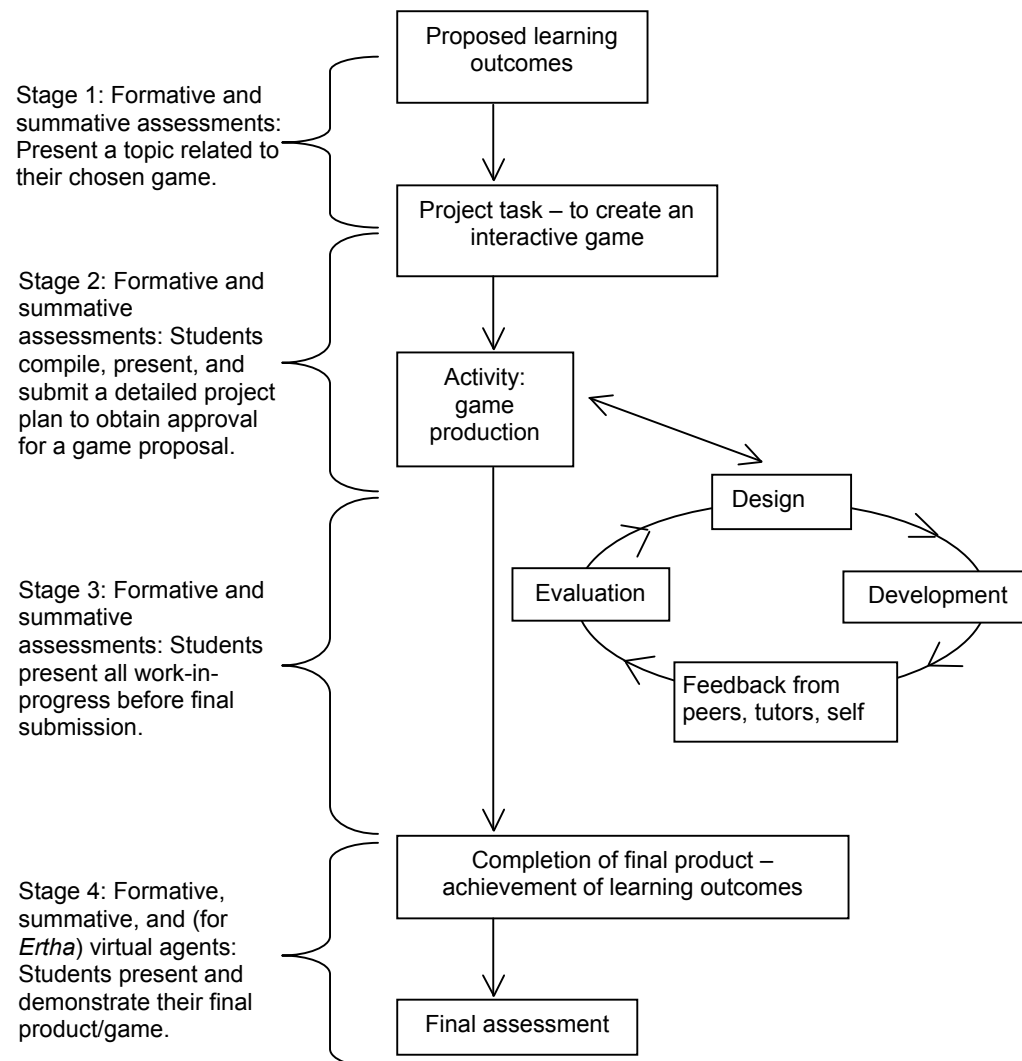 Proposed learning
outcomes
Stage 1: Formative and
summative assessments:
Present a topic related to
their chosen game.
Project task – to create an
interactive game
Stage 2: Formative and
summative
assessments: Students
compile, present, and
submit a detailed project
plan to obtain approval
for a game proposal.
Activity:
game
production
Design
Evaluation
Development
Feedback from
peers, tutors, self
Stage 3: Formative and
summative
assessments: Students
present all work-in-
progress before final
submission.
Completion of final product –
achievement of learning outcomes
Stage 4: Formative,
summative, and (for
Ertha) virtual agents:
Students present and
demonstrate their final
product/game.
Final assessment